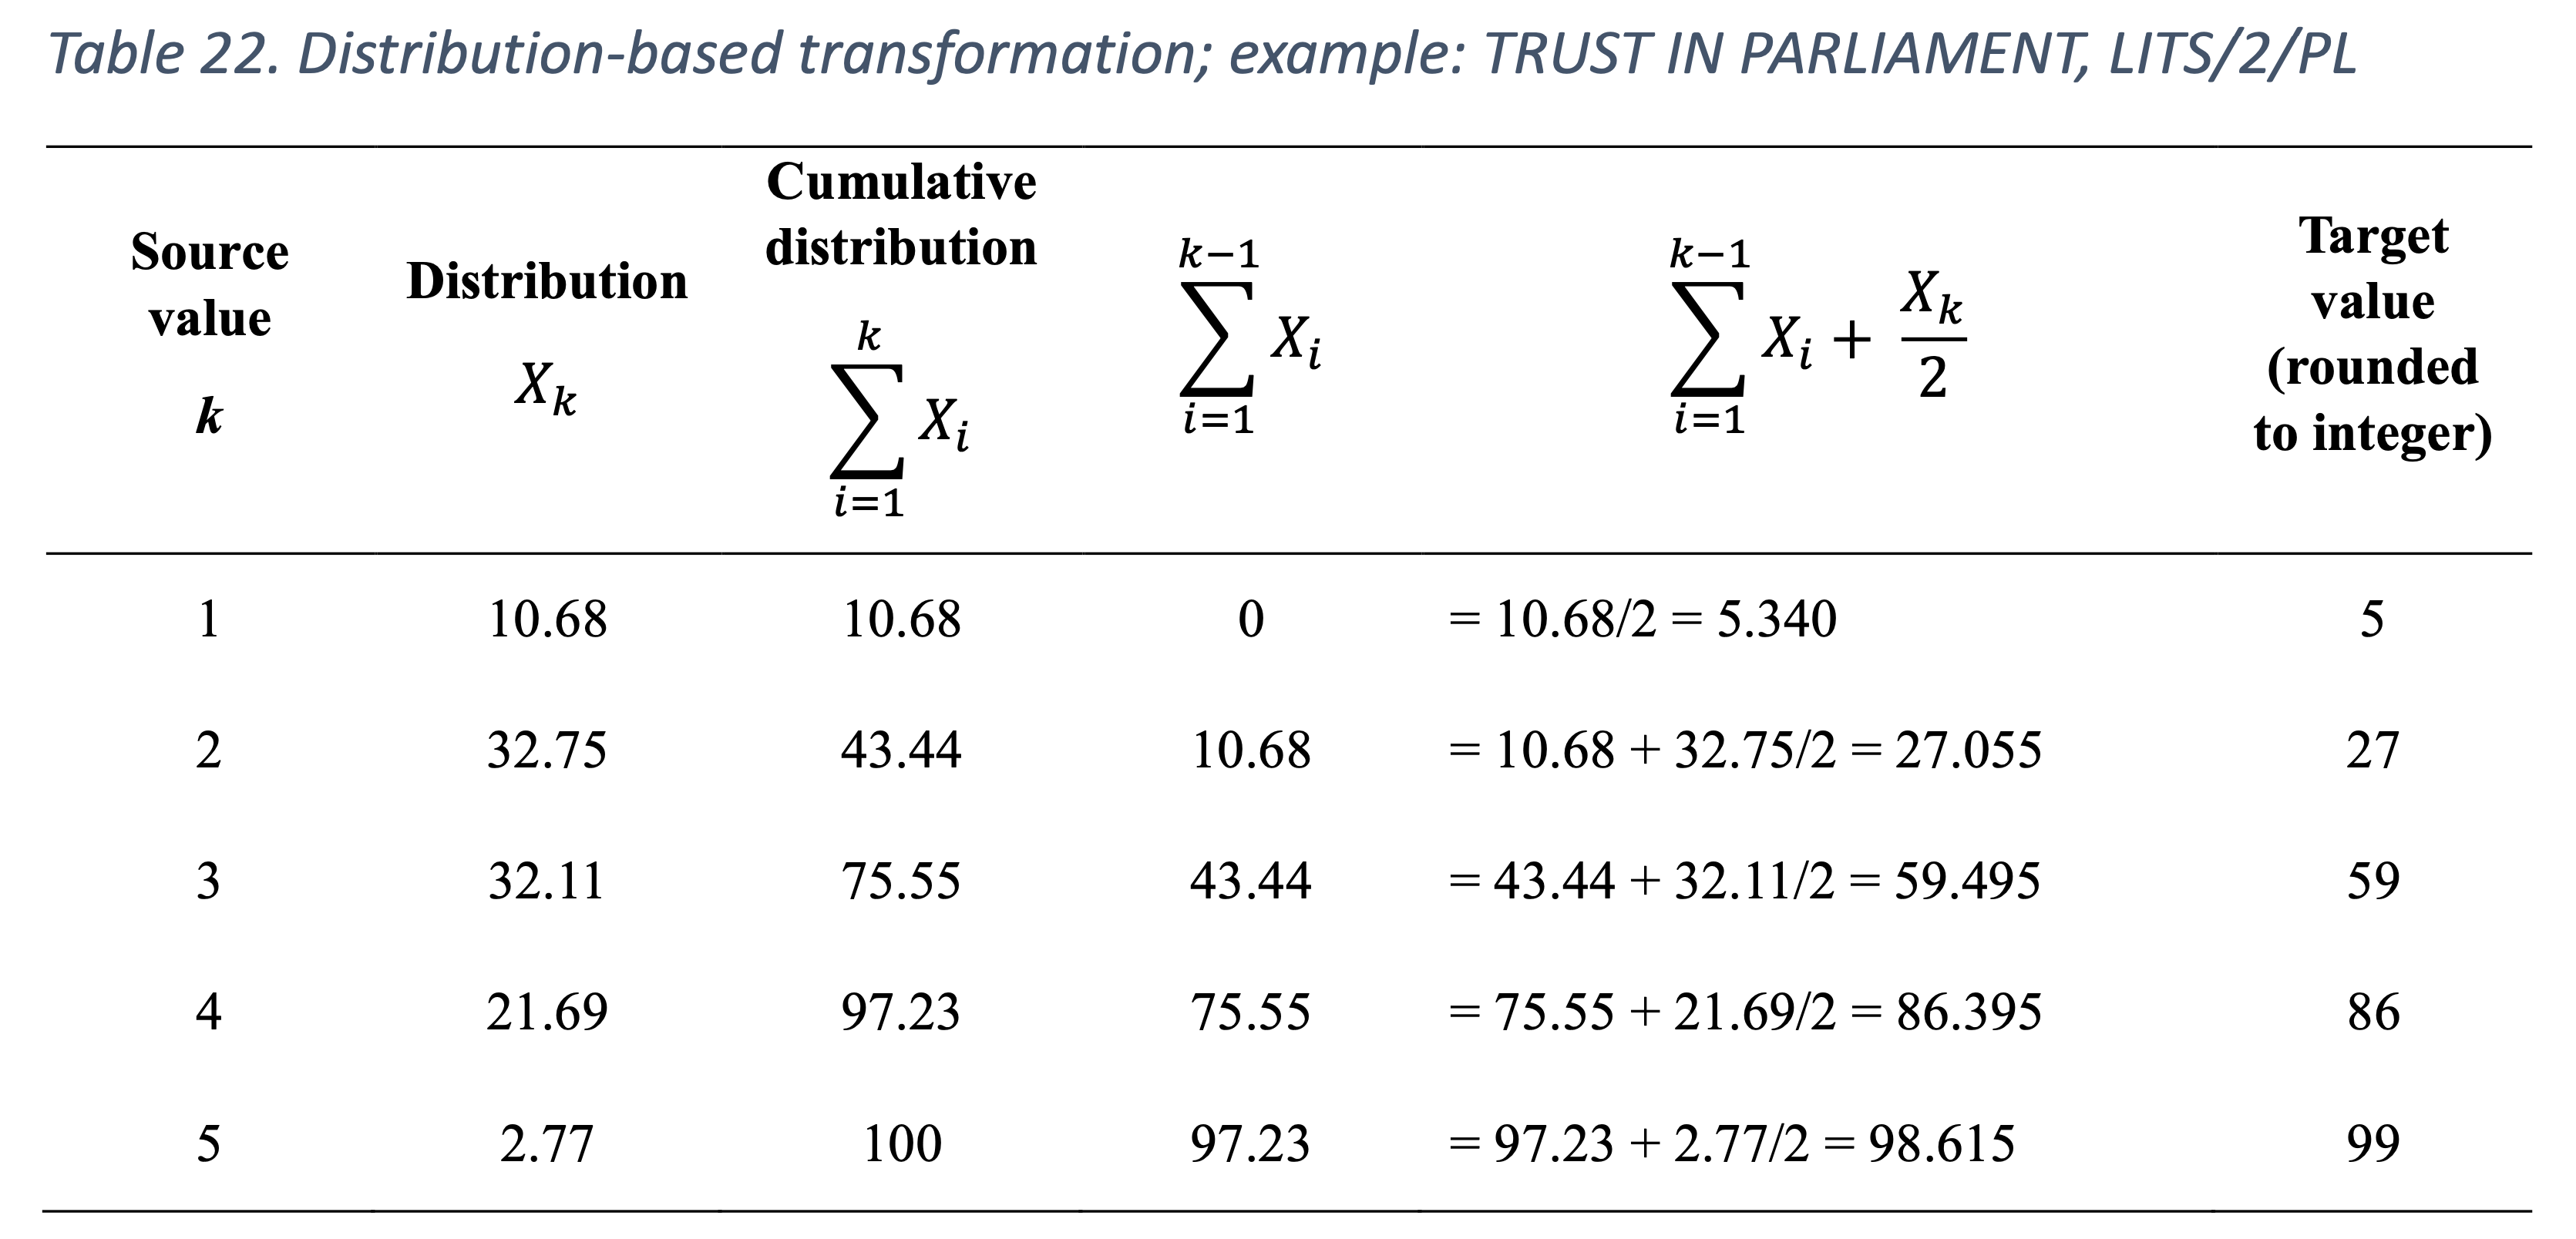 Table 22. Distribution-based transformation; example: TRUST IN PARLIAMENT, LITS/2/PL
Source value k
Distribution X_k
Cumulative distribution \sum_{i=1}^{k} X_i
\sum_{i=1}^{k-1} X_i
\sum_{i=1}^{k-1} X_i + \frac{X_k}{2}
Target value (rounded to integer)
1 10.68 10.68 0 = 10.68/2 = 5.340 5
2 32.75 43.44 10.68 = 10.68 + 32.75/2 = 27.055 27
3 32.11 75.55 43.44 = 43.44 + 32.11/2 = 59.495 59
4 21.69 97.23 75.55 = 75.55 + 21.69/2 = 86.395 86
5 2.77 100 97.23 = 97.23 + 2.77/2 = 98.615 99